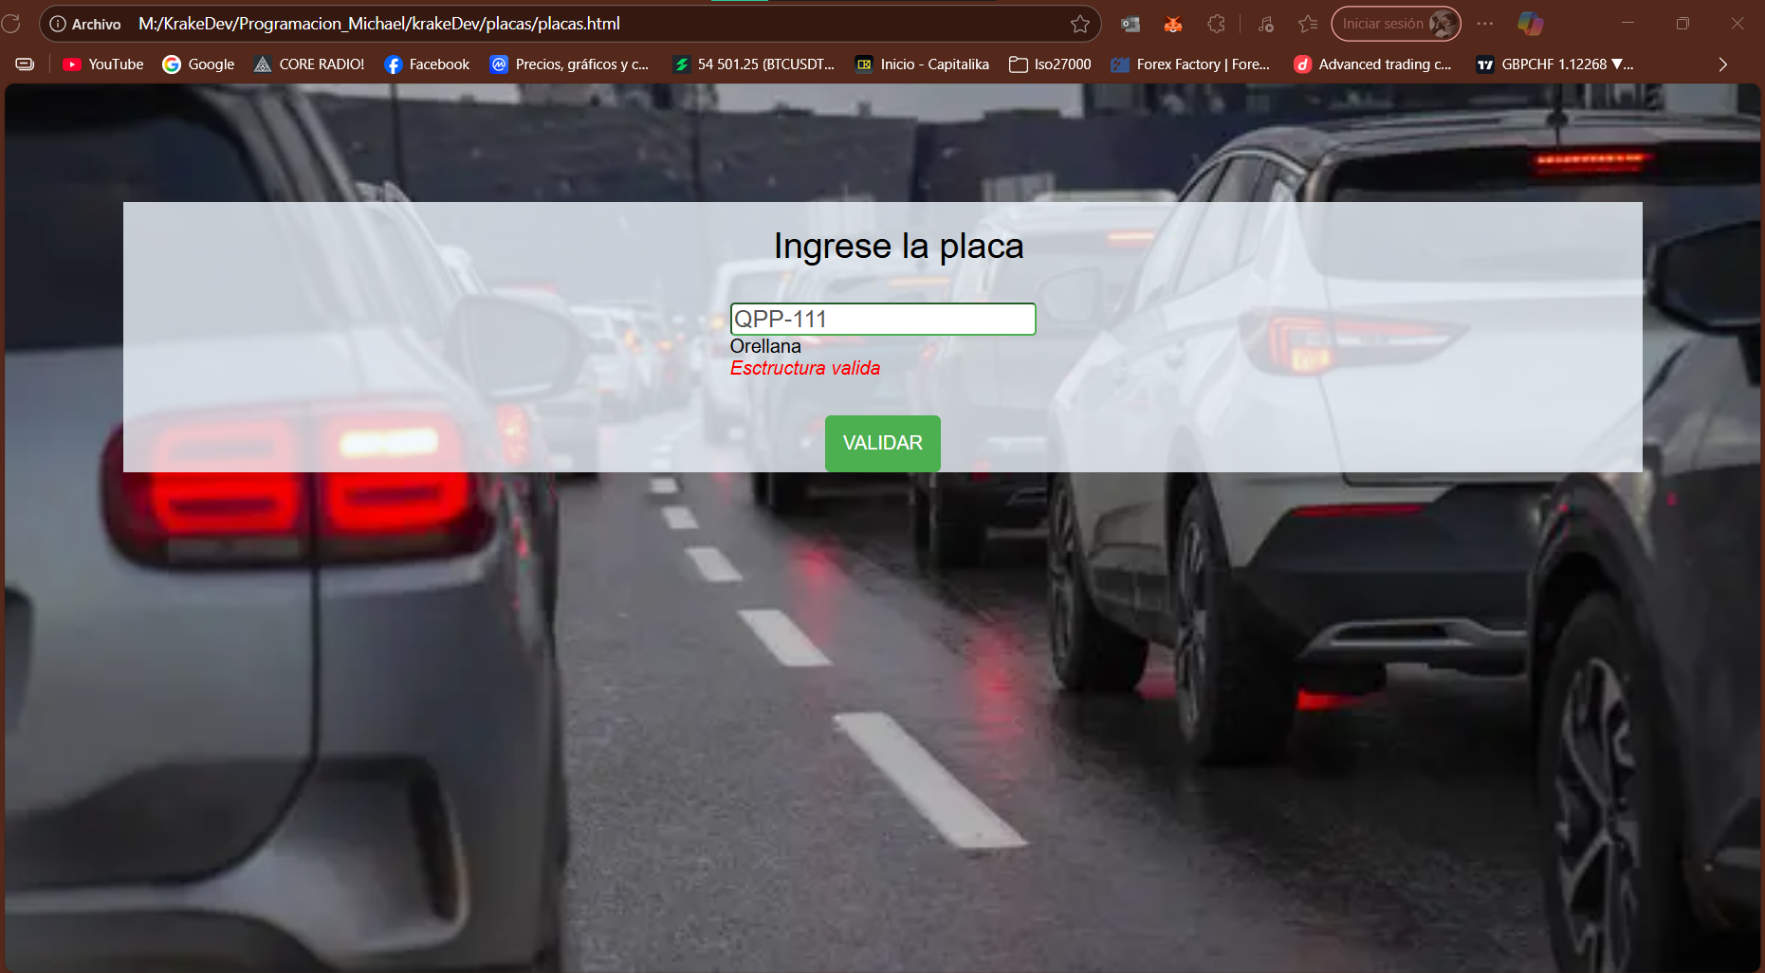 Archivo M:/KrakeDev/Programacion_Michael/krakeDev/placas/placas.html Iniciar sesión
YouTube Google CORE RADIO! Facebook Precios, gráficos y c... 54 501.25 (BTCUSDT... Inicio - Capitalika Iso27000 Forex Factory | Fore... Advanced trading c... GBPCHF 1.12268 ▼...
Ingrese la placa
QPP-111
Orellana
Esctructura valida
VALIDAR